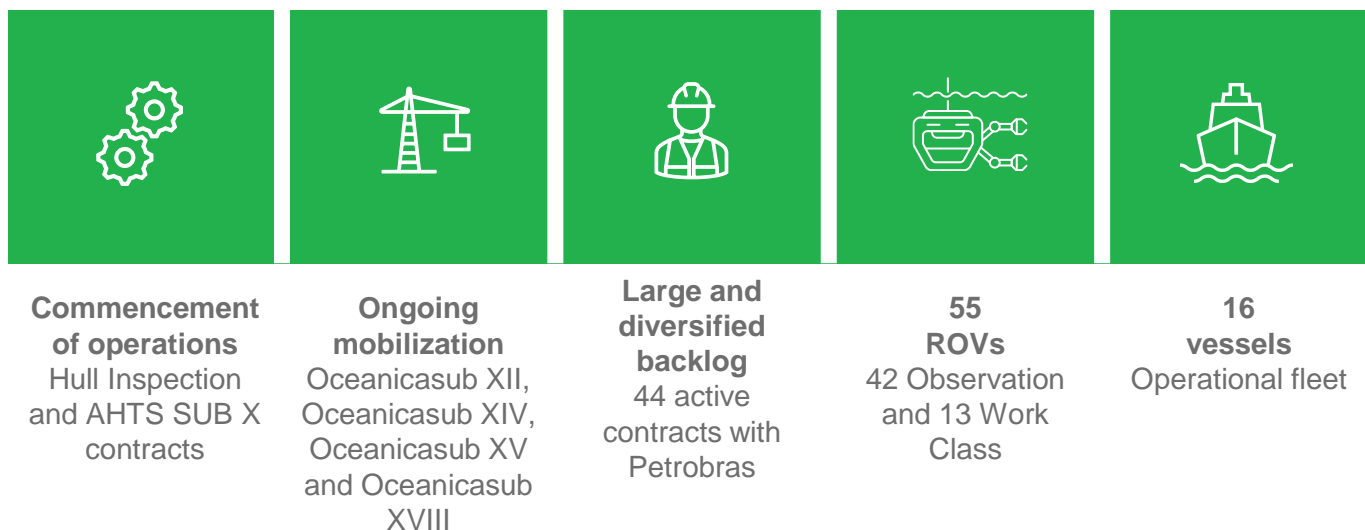 Commencement
of operations
Hull Inspection
and AHTS SUB X
contracts
Ongoing
mobilization
Oceanicasub XII,
Oceanicasub XIV,
Oceanicasub XV
and Oceanicasub
XVIII
Large and
diversified
backlog
44 active
contracts with
Petrobras
55
ROVs
42 Observation
and 13 Work
Class
16
vessels
Operational fleet